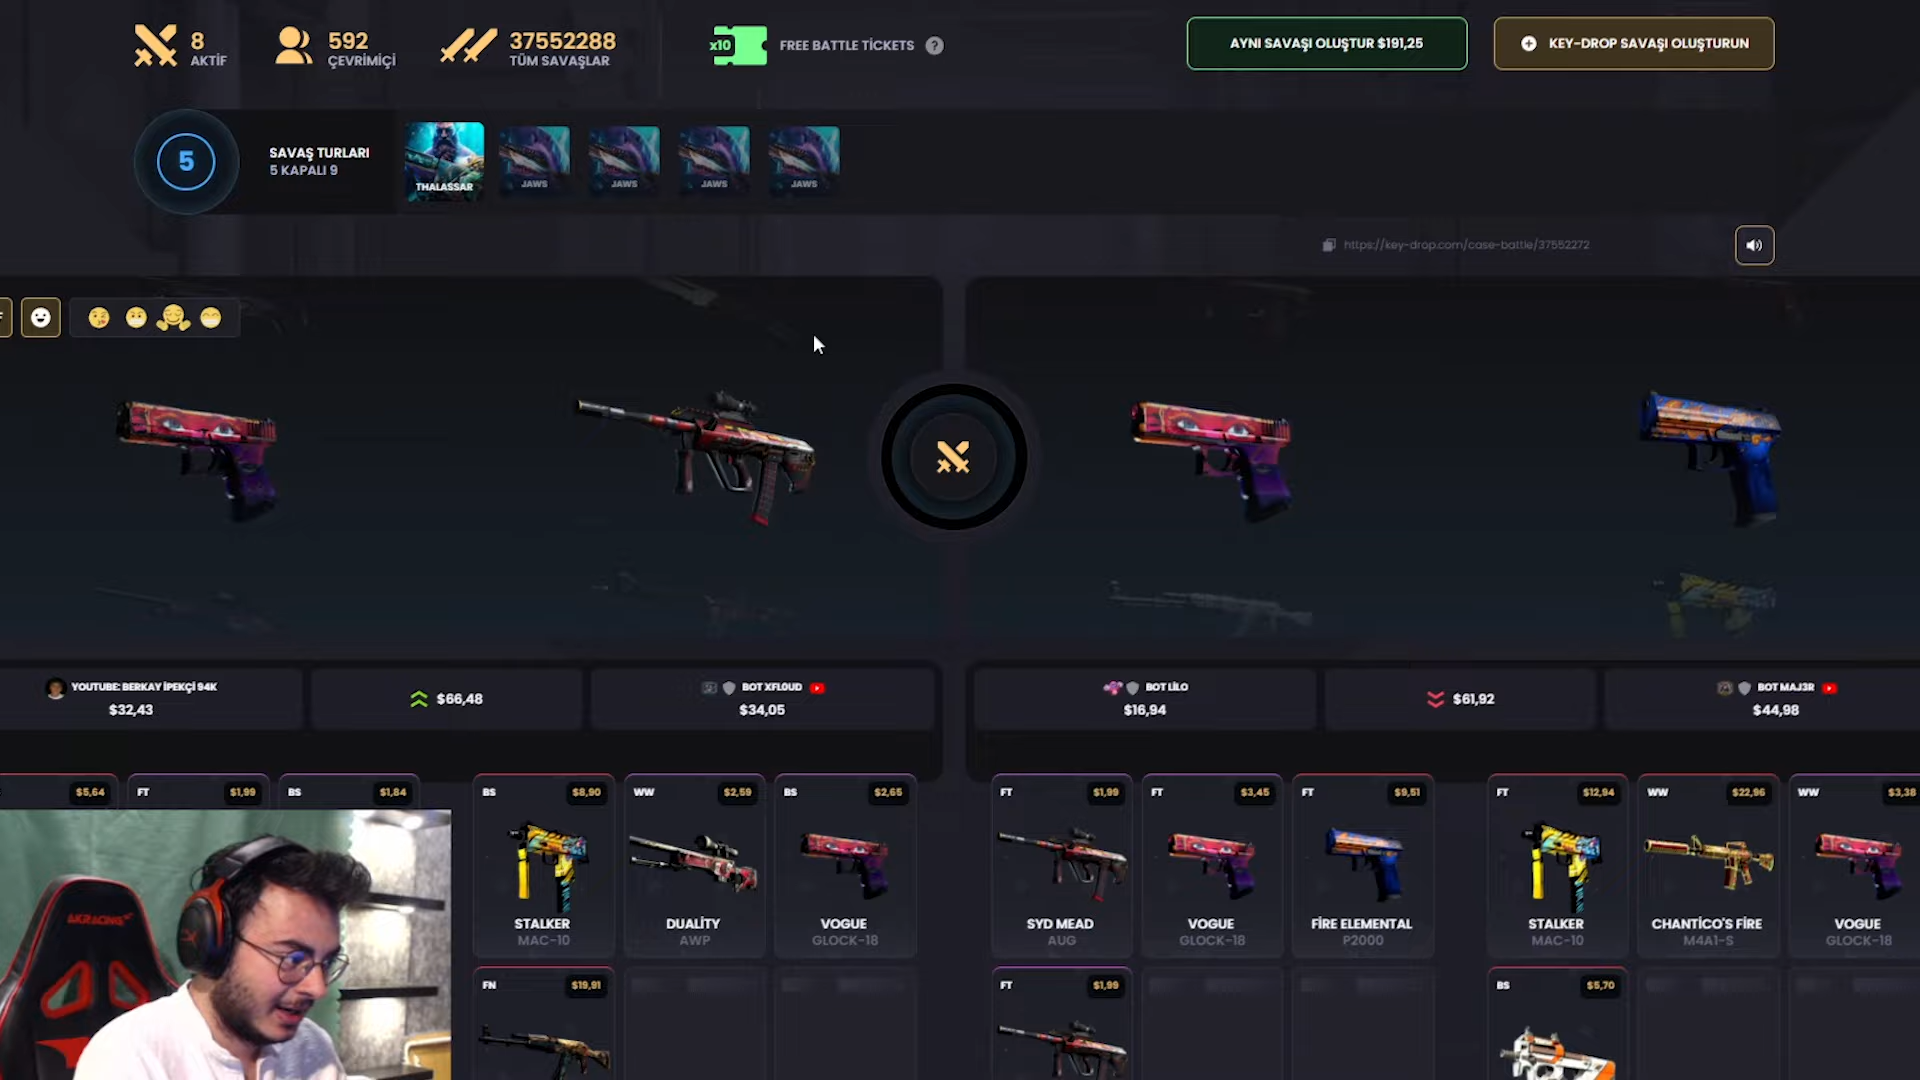 8
AKTİF
592
ÇEVRİMİÇİ
37552288
TÜM SAVAŞLAR
x10
FREE BATTLE TICKETS ?
AYNI SAVAŞI OLUŞTUR $191,25
KEY-DROP SAVAŞI OLUŞTURUN
5
SAVAŞ TURLARI
5 KAPALI 9
THALASSAR
JAWS
JAWS
JAWS
JAWS
https://key-drop.com/case-battle/37552272
YOUTUBE: BERKAY İPEKÇİ 94K
$32,43
$66,48
BOT XFL0UD
$34,05
BOT LİLO
$16,94
$61,92
BOT MAJ3R
$44,98
$5,64
FT $1,99
BS $1,84
BS $8,90
STALKER
MAC-10
WW $2,59
DUALİTY
AWP
BS $2,65
VOGUE
GLOCK-18
FT $1,99
SYD MEAD
AUG
FT $3,45
VOGUE
GLOCK-18
FT $9,51
FİRE ELEMENTAL
P2000
FT $12,94
STALKER
MAC-10
WW $22,96
CHANTİCO'S FİRE
M4A1-S
WW $3,38
VOGUE
GLOCK-18
FN $19,91
FT $1,99
BS $5,70
AKRACING